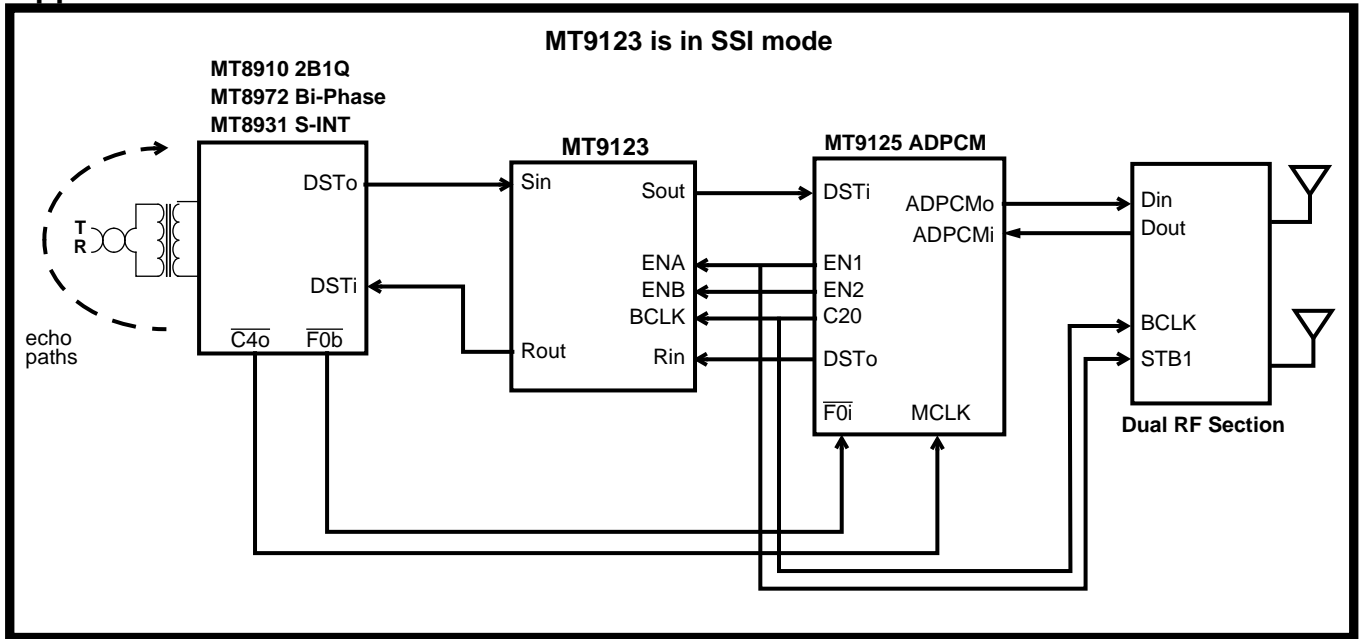 MT9123 is in SSI mode
MT8910 2B1Q
MT8972 Bi-Phase
MT8931 S-INT
MT9123
MT9125 ADPCM
DSTo
Sin
Sout
DSTi
ADPCMo
ADPCMi
Din
Dout
T
R
DSTi
ENA
ENB
BCLK
EN1
EN2
C20
BCLK
STB1
echo
paths
C4o
F0b
Rout
Rin
DSTo
F0i
MCLK
Dual RF Section